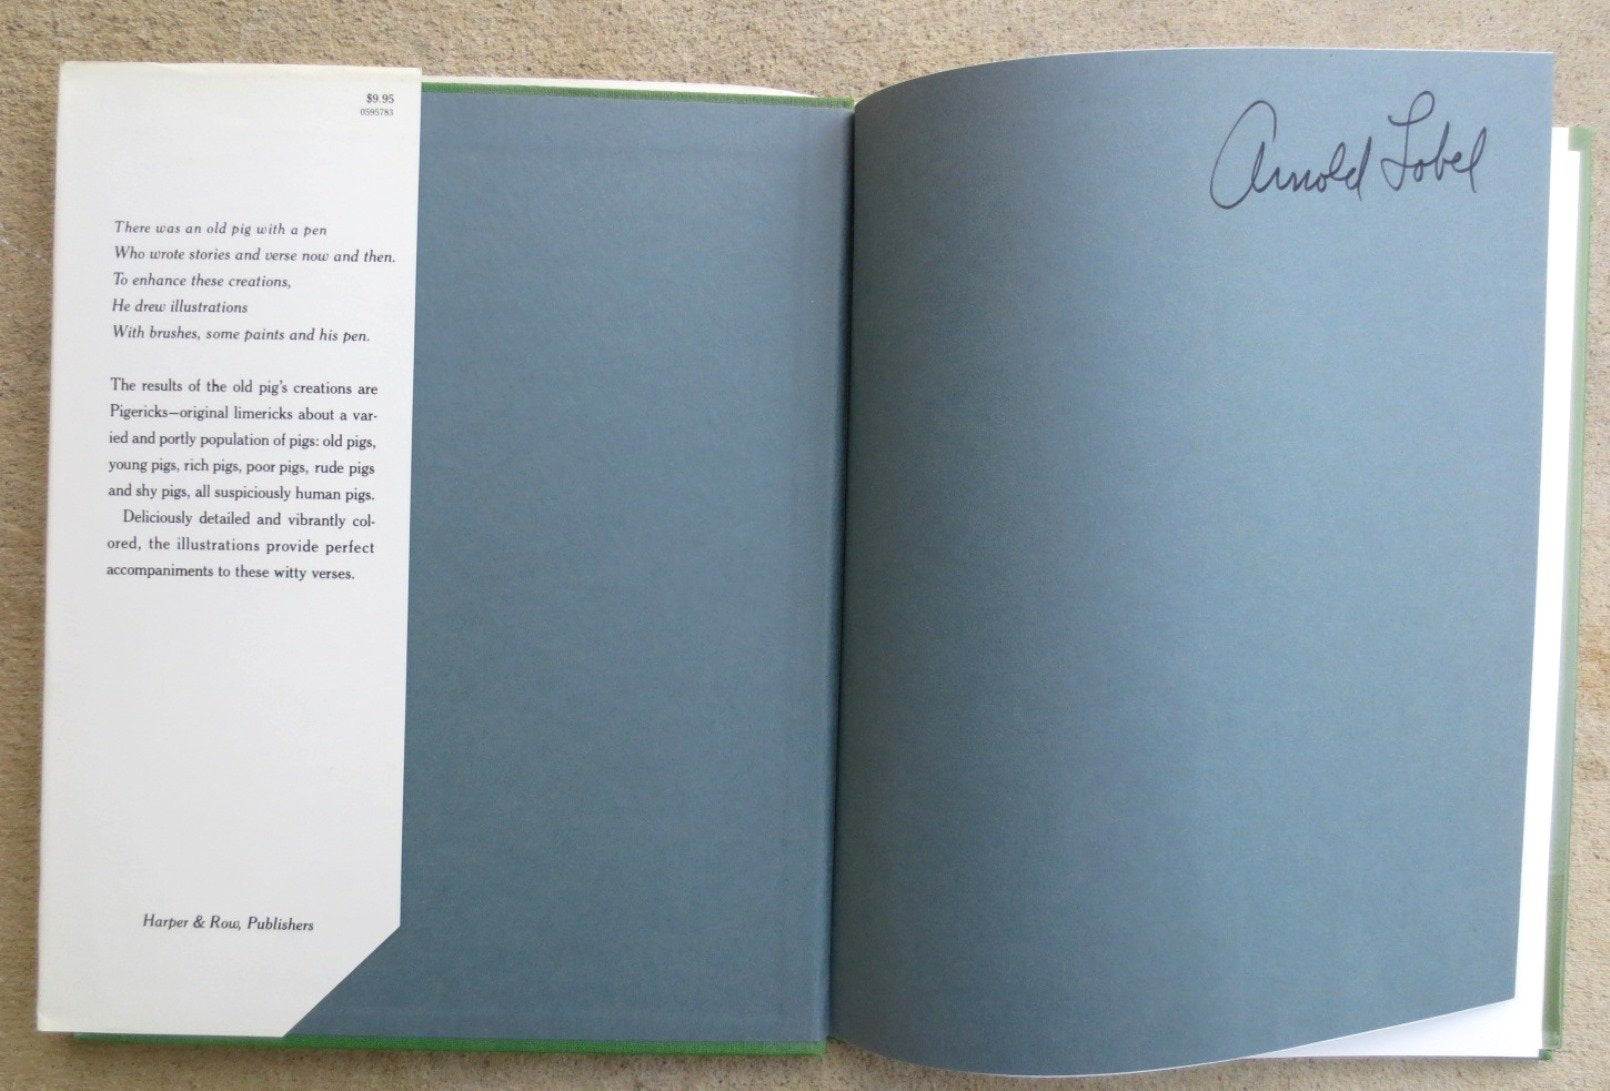 $9.95
0595783
There was an old pig with a pen
Who wrote stories and verse now and then.
To enhance these creations,
He drew illustrations
With brushes, some paints and his pen.
The results of the old pig's creations are
Pigericks—original limericks about a var-
ied and portly population of pigs: old pigs,
young pigs, rich pigs, poor pigs, rude pigs
and shy pigs, all suspiciously human pigs.
Deliciously detailed and vibrantly col-
ored, the illustrations provide perfect
accompaniments to these witty verses.
Harper & Row, Publishers
Arnold Lobel